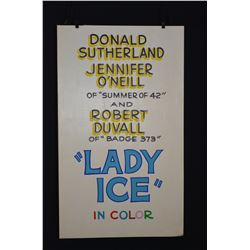 DONALD
SUTHERLAND
JENNIFER
O'NEILL
OF "SUMMER OF 42"
AND
ROBERT
DUVALL
OF "BADGE 373"
"LADY
ICE"
IN COLOR